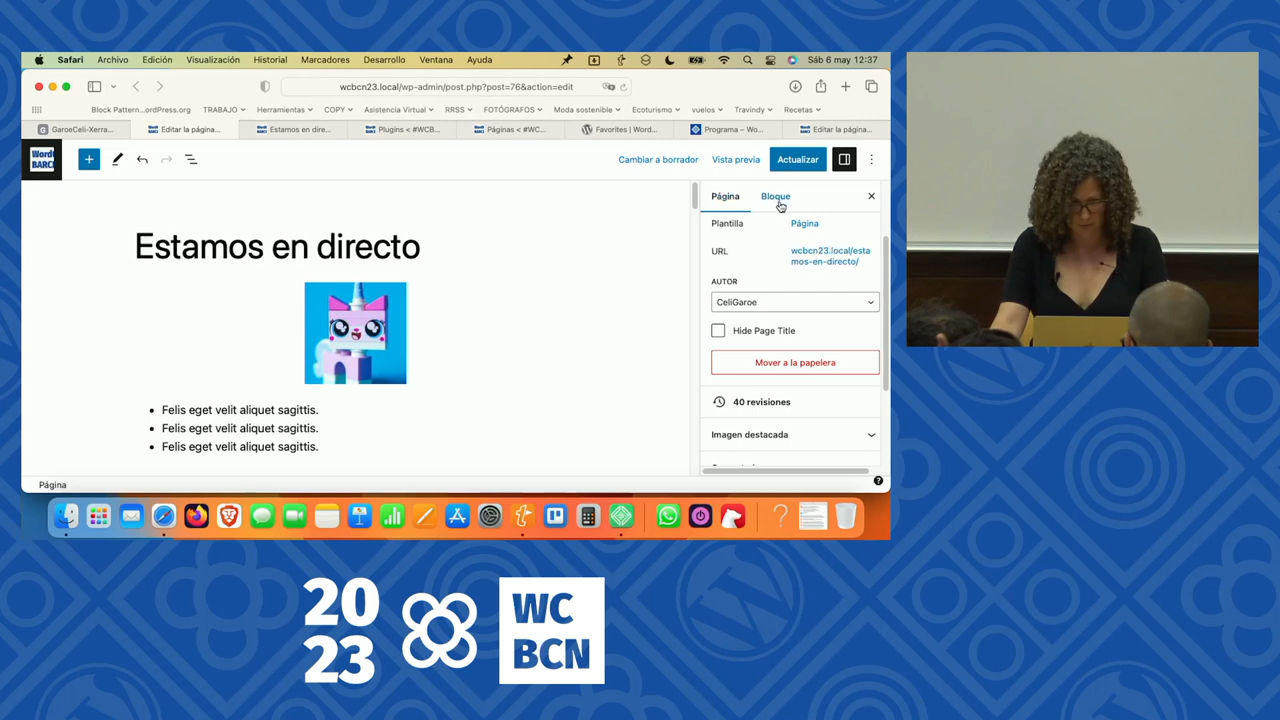 Safari Archivo Edición Visualización Historial Marcadores Desarrollo Ventana Ayuda Sáb 6 may 12:37
wcbcn23.local/wp-admin/post.php?post=76&action=edit
Block Pattern...ordPress.org TRABAJO Herramientas COPY Asistencia Virtual RRSS FOTÓGRAFOS Moda sostenible Ecoturismo vuelos Travindy Recetas
GaroeCeli-Xerra... Editar la página... Estamos en dire... Plugins < #WCB... Páginas < #WC... Favorites | Word... Programa – Wo... Editar la página...
Cambiar a borrador Vista previa Actualizar
Página Bloque
Plantilla Página
URL wcbcn23.local/esta
mos-en-directo/
AUTOR
CeliGaroe
Hide Page Title
Mover a la papelera
40 revisiones
Imagen destacada
Estamos en directo
• Felis eget velit aliquet sagittis.
• Felis eget velit aliquet sagittis.
• Felis eget velit aliquet sagittis.
Página
20
23
WC
BCN